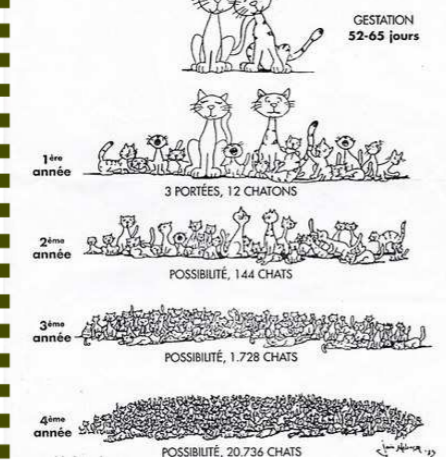 GESTATION
52-65 jours
1ère
année
3 PORTÉES, 12 CHATONS
2ème
année
POSSIBILITÉ, 144 CHATS
3ème
année
POSSIBILITÉ, 1.728 CHATS
4ème
année
POSSIBILITÉ, 20.736 CHATS